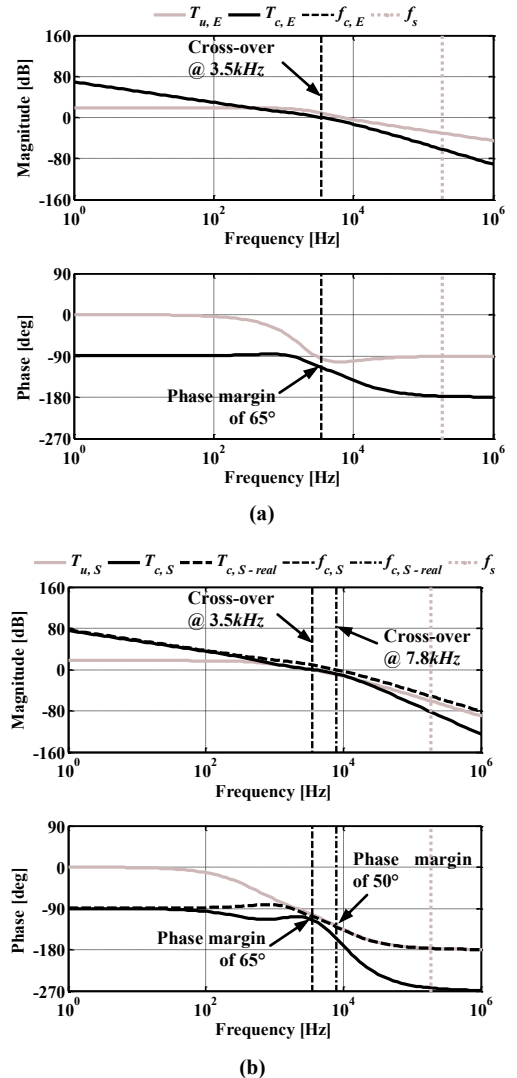 T_{u, E} T_{c, E} f_{c, E} f_s
160
80
0
-80
-160
Magnitude [dB]
Cross-over
@ 3.5kHz
10^0 10^2 10^4 10^6
Frequency [Hz]
90
0
-90
-180
-270
Phase [deg]
Phase margin
of 65°
10^0 10^2 10^4 10^6
Frequency [Hz]
(a)
T_{u, S} T_{c, S} T_{c, S - real} f_{c, S} f_{c, S - real} f_s
160
80
0
-80
-160
Magnitude [dB]
Cross-over
@ 3.5kHz
Cross-over
@ 7.8kHz
10^0 10^2 10^4 10^6
Frequency [Hz]
90
0
-90
-180
-270
Phase [deg]
Phase margin
of 50°
Phase margin
of 65°
10^0 10^2 10^4 10^6
Frequency [Hz]
(b)